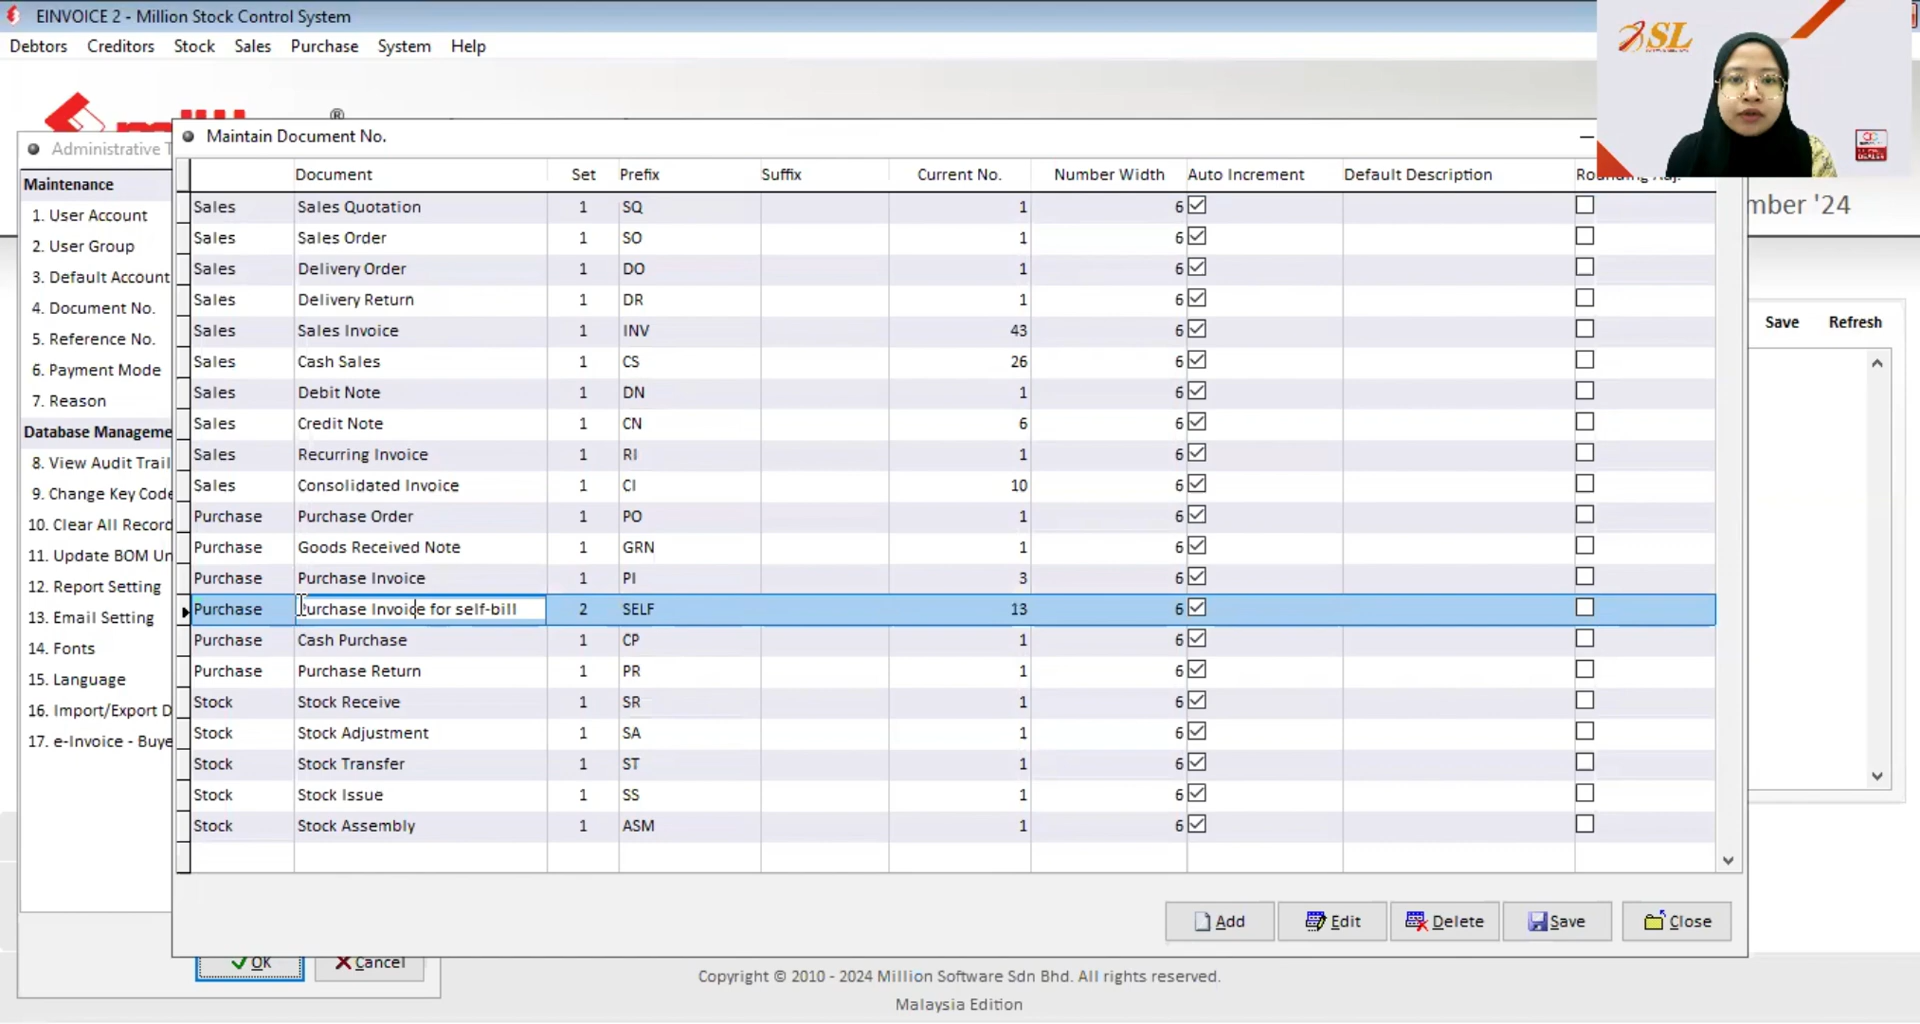 EINVOICE 2 - Million Stock Control System
Debtors Creditors Stock Sales Purchase System Help
SL
®
mber '24
Administrative T
Maintenance
1. User Account
2. User Group
3. Default Account
4. Document No.
5. Reference No.
6. Payment Mode
7. Reason
Database Manageme
8. View Audit Trail
9. Change Key Code
10. Clear All Record
11. Update BOM Un
12. Report Setting
13. Email Setting
14. Fonts
15. Language
16. Import/Export D
17. e-Invoice - Buye
OK Cancel
Maintain Document No.
Document Set Prefix Suffix Current No. Number Width Auto Increment Default Description Rounding Adj.
Sales Sales Quotation 1 SQ 1 6
Sales Sales Order 1 SO 1 6
Sales Delivery Order 1 DO 1 6
Sales Delivery Return 1 DR 1 6
Sales Sales Invoice 1 INV 43 6
Sales Cash Sales 1 CS 26 6
Sales Debit Note 1 DN 1 6
Sales Credit Note 1 CN 6 6
Sales Recurring Invoice 1 RI 1 6
Sales Consolidated Invoice 1 CI 10 6
Purchase Purchase Order 1 PO 1 6
Purchase Goods Received Note 1 GRN 1 6
Purchase Purchase Invoice 1 PI 3 6
Purchase Purchase Invoice for self-bill 2 SELF 13 6
Purchase Cash Purchase 1 CP 1 6
Purchase Purchase Return 1 PR 1 6
Stock Stock Receive 1 SR 1 6
Stock Stock Adjustment 1 SA 1 6
Stock Stock Transfer 1 ST 1 6
Stock Stock Issue 1 SS 1 6
Stock Stock Assembly 1 ASM 1 6
Add Edit Delete Save Close
Save Refresh
Copyright © 2010 - 2024 Million Software Sdn Bhd. All rights reserved.
Malaysia Edition